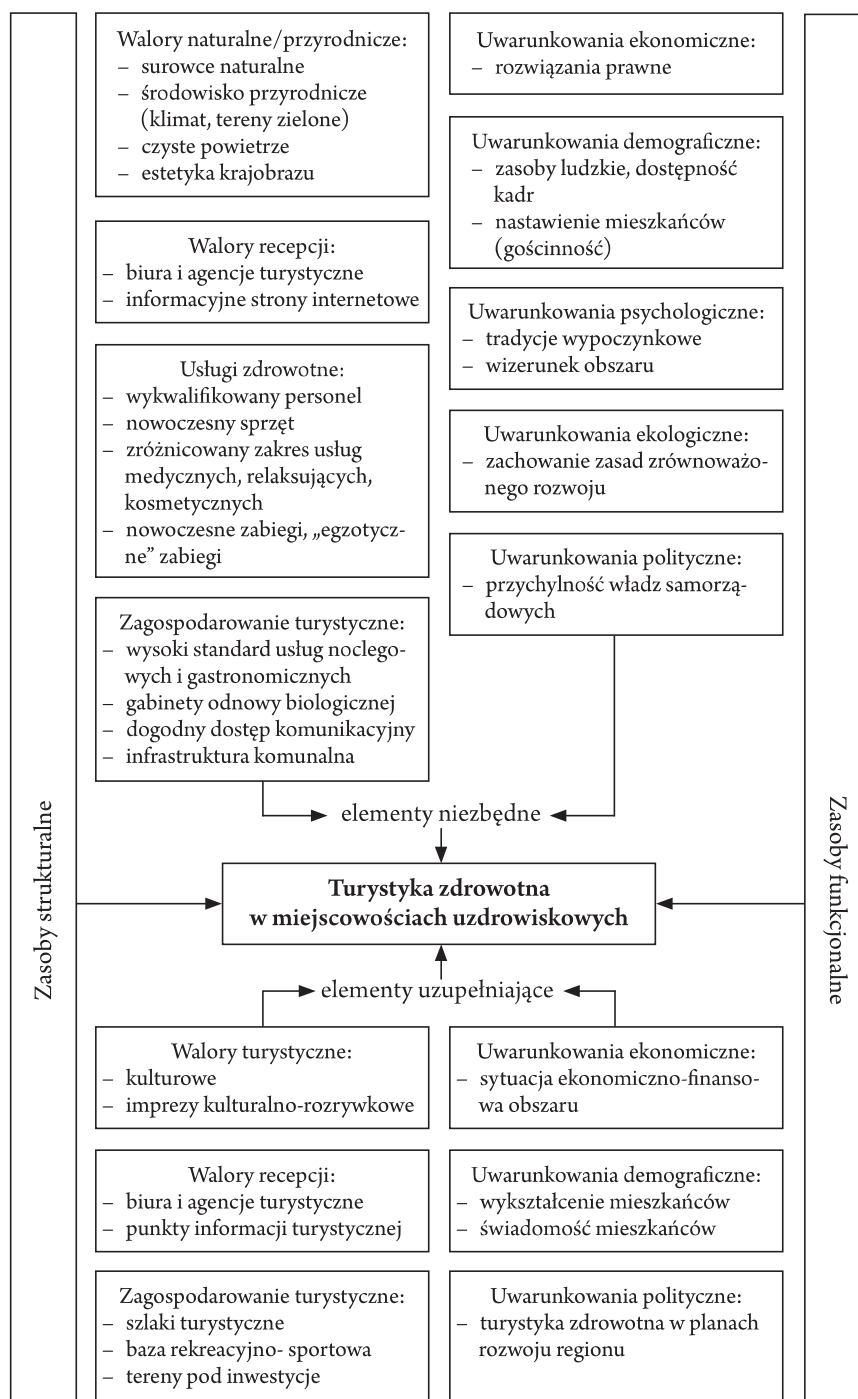 Walory naturalne/przyrodnicze:
– surowce naturalne
– środowisko przyrodnicze
(klimat, tereny zielone)
– czyste powietrze
– estetyka krajobrazu
Walory recepcji:
– biura i agencje turystyczne
– informacyjne strony internetowe
Usługi zdrowotne:
– wykwalifikowany personel
– nowoczesny sprzęt
– zróżnicowany zakres usług
medycznych, relaksujących,
kosmetycznych
– nowoczesne zabiegi, „egzotycz-
ne” zabiegi
Zagospodarowanie turystyczne:
– wysoki standard usług noclego-
wych i gastronomicznych
– gabinety odnowy biologicznej
– dogodny dostęp komunikacyjny
– infrastruktura komunalna
Uwarunkowania ekonomiczne:
– rozwiązania prawne
Uwarunkowania demograficzne:
– zasoby ludzkie, dostępność
kadr
– nastawienie mieszkańców
(gościnność)
Uwarunkowania psychologiczne:
– tradycje wypoczynkowe
– wizerunek obszaru
Uwarunkowania ekologiczne:
– zachowanie zasad zrównoważo-
nego rozwoju
Uwarunkowania polityczne:
– przychylność władz samorzą-
dowych
elementy niezbędne
Zasoby strukturalne
Turystyka zdrowotna
w miejscowościach uzdrowiskowych
Zasoby funkcjonalne
elementy uzupełniające
Walory turystyczne:
– kulturowe
– imprezy kulturalno-rozrywkowe
Walory recepcji:
– biura i agencje turystyczne
– punkty informacji turystycznej
Zagospodarowanie turystyczne:
– szlaki turystyczne
– baza rekreacyjno- sportowa
– tereny pod inwestycje
Uwarunkowania ekonomiczne:
– sytuacja ekonomiczno-finanso-
wa obszaru
Uwarunkowania demograficzne:
– wykształcenie mieszkańców
– świadomość mieszkańców
Uwarunkowania polityczne:
– turystyka zdrowotna w planach
rozwoju regionu